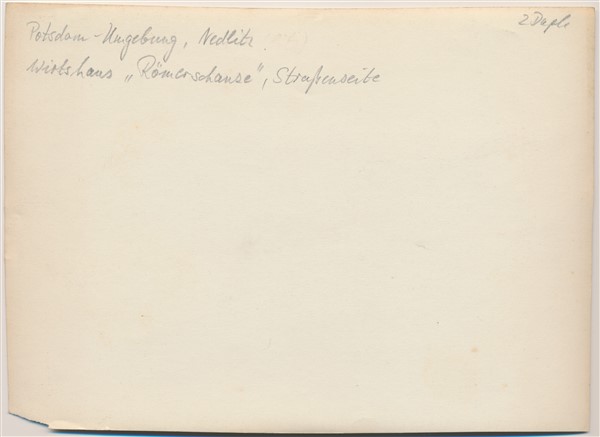 2 Dupl.
Potsdam-Umgebung, Nedlitz
Wirtshaus „Römerschanze", Straßenseite